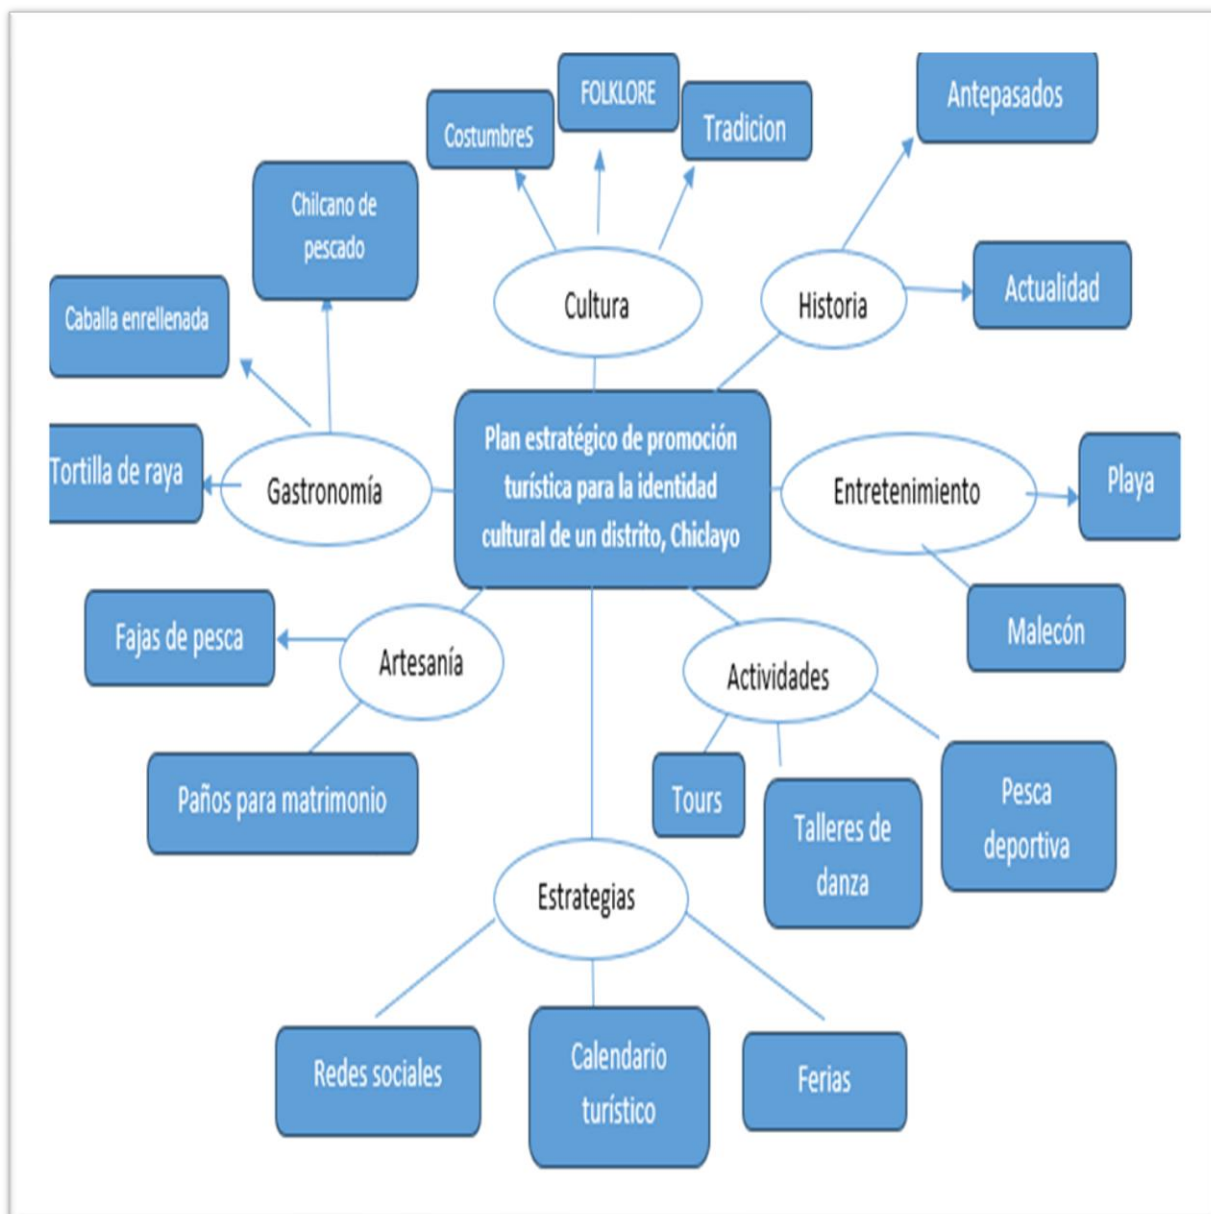 FOLKLORE
Costumbres
Tradicion
Antepasados
Chilcano de
pescado
Cultura
Historia
Actualidad
Caballa enrellenada
Plan estratégico de promoción
turística para la identidad
cultural de un distrito, Chiclayo
Tortilla de raya
Gastronomía
Entretenimiento
Playa
Fajas de pesca
Artesanía
Actividades
Malecón
Paños para matrimonio
Tours
Talleres de
danza
Pesca
deportiva
Estrategias
Redes sociales
Calendario
turístico
Ferias